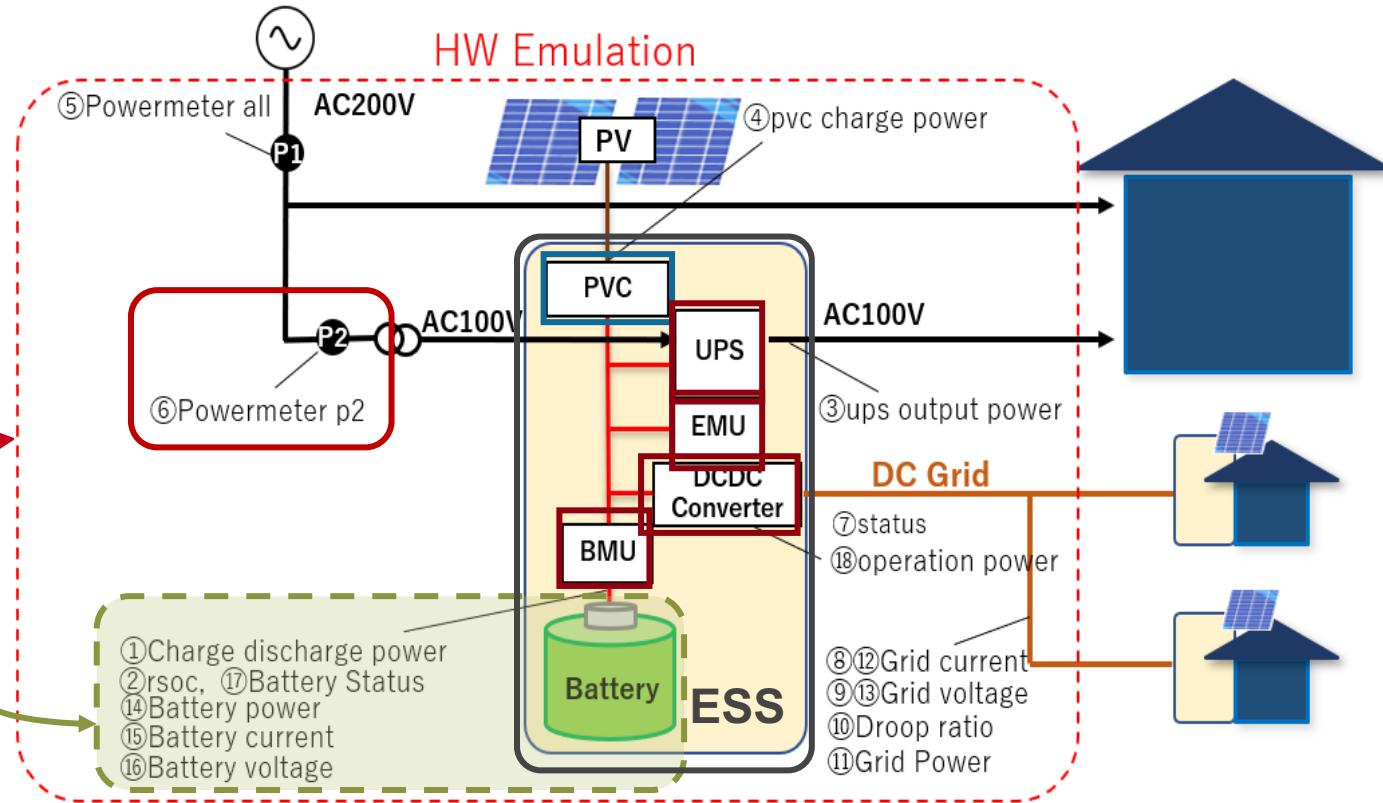 HW Emulation
⑤Powermeter all
AC200V
④pvc charge power
PV
P1
PVC
P2
AC100V
UPS
AC100V
⑥Powermeter p2
③ups output power
EMU
DCDC
Converter
DC Grid
⑦status
⑱operation power
BMU
①Charge discharge power
②rsoc, ⑰Battery Status
⑭Battery power
⑮Battery current
⑯Battery voltage
Battery
ESS
⑧⑫Grid current
⑨⑬Grid voltage
⑩Droop ratio
⑪Grid Power